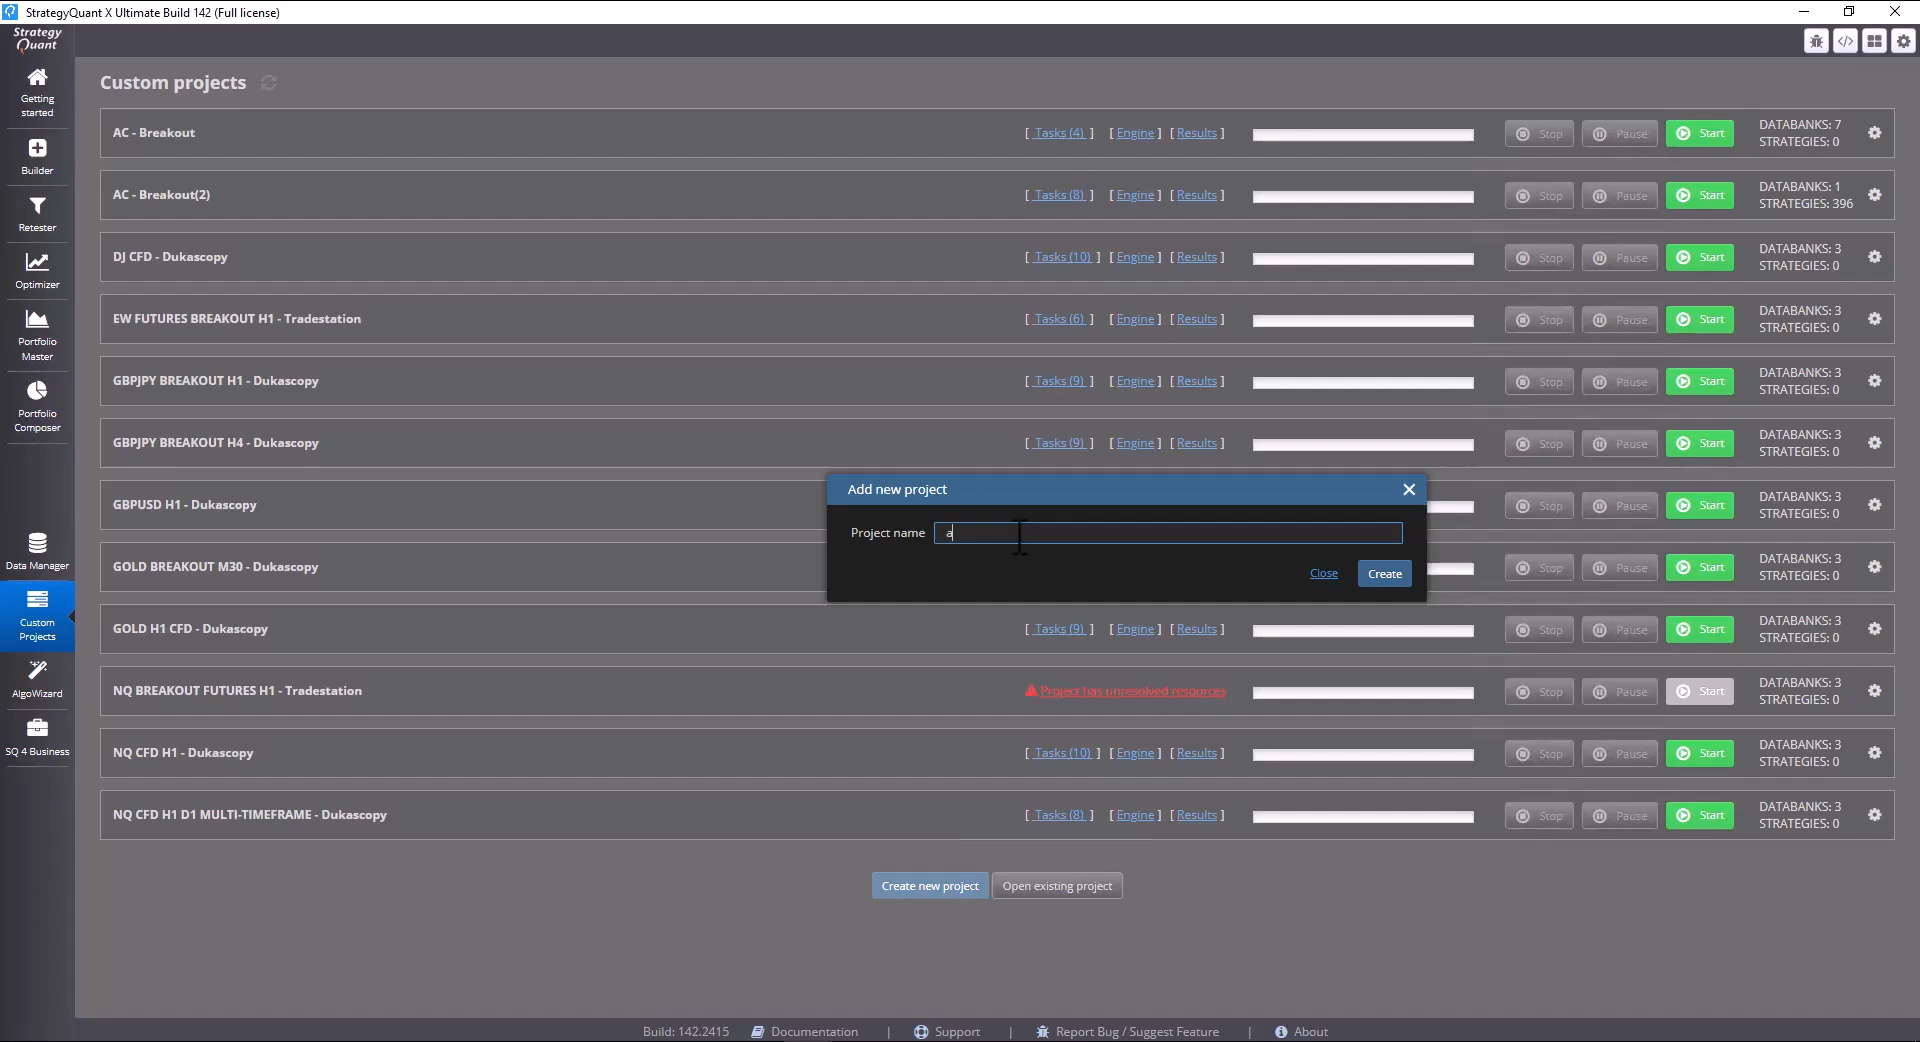 StrategyQuant X Ultimate Build 142 (Full license)
Strategy
Quant
Getting
started
Builder
Retester
Optimizer
Portfolio
Master
Portfolio
Composer
Data Manager
Custom
Projects
AlgoWizard
SQ 4 Business
Custom projects
AC - Breakout [ Tasks (4) ] [ Engine ] [ Results ] Stop Pause Start DATABANKS: 7
STRATEGIES: 0
AC - Breakout(2) [ Tasks (8) ] [ Engine ] [ Results ] Stop Pause Start DATABANKS: 1
STRATEGIES: 396
DJ CFD - Dukascopy [ Tasks (10) ] [ Engine ] [ Results ] Stop Pause Start DATABANKS: 3
STRATEGIES: 0
EW FUTURES BREAKOUT H1 - Tradestation [ Tasks (6) ] [ Engine ] [ Results ] Stop Pause Start DATABANKS: 3
STRATEGIES: 0
GBPJPY BREAKOUT H1 - Dukascopy [ Tasks (9) ] [ Engine ] [ Results ] Stop Pause Start DATABANKS: 3
STRATEGIES: 0
GBPJPY BREAKOUT H4 - Dukascopy [ Tasks (9) ] [ Engine ] [ Results ] Stop Pause Start DATABANKS: 3
STRATEGIES: 0
GBPUSD H1 - Dukascopy Stop Pause Start DATABANKS: 3
STRATEGIES: 0
GOLD BREAKOUT M30 - Dukascopy Stop Pause Start DATABANKS: 3
STRATEGIES: 0
Add new project
Project name a
Close Create
GOLD H1 CFD - Dukascopy [ Tasks (9) ] [ Engine ] [ Results ] Stop Pause Start DATABANKS: 3
STRATEGIES: 0
NQ BREAKOUT FUTURES H1 - Tradestation Project has unresolved resources Stop Pause Start DATABANKS: 3
STRATEGIES: 0
NQ CFD H1 - Dukascopy [ Tasks (10) ] [ Engine ] [ Results ] Stop Pause Start DATABANKS: 3
STRATEGIES: 0
NQ CFD H1 D1 MULTI-TIMEFRAME - Dukascopy [ Tasks (8) ] [ Engine ] [ Results ] Stop Pause Start DATABANKS: 3
STRATEGIES: 0
Create new project Open existing project
Build: 142.2415 Documentation | Support | Report Bug / Suggest Feature | About